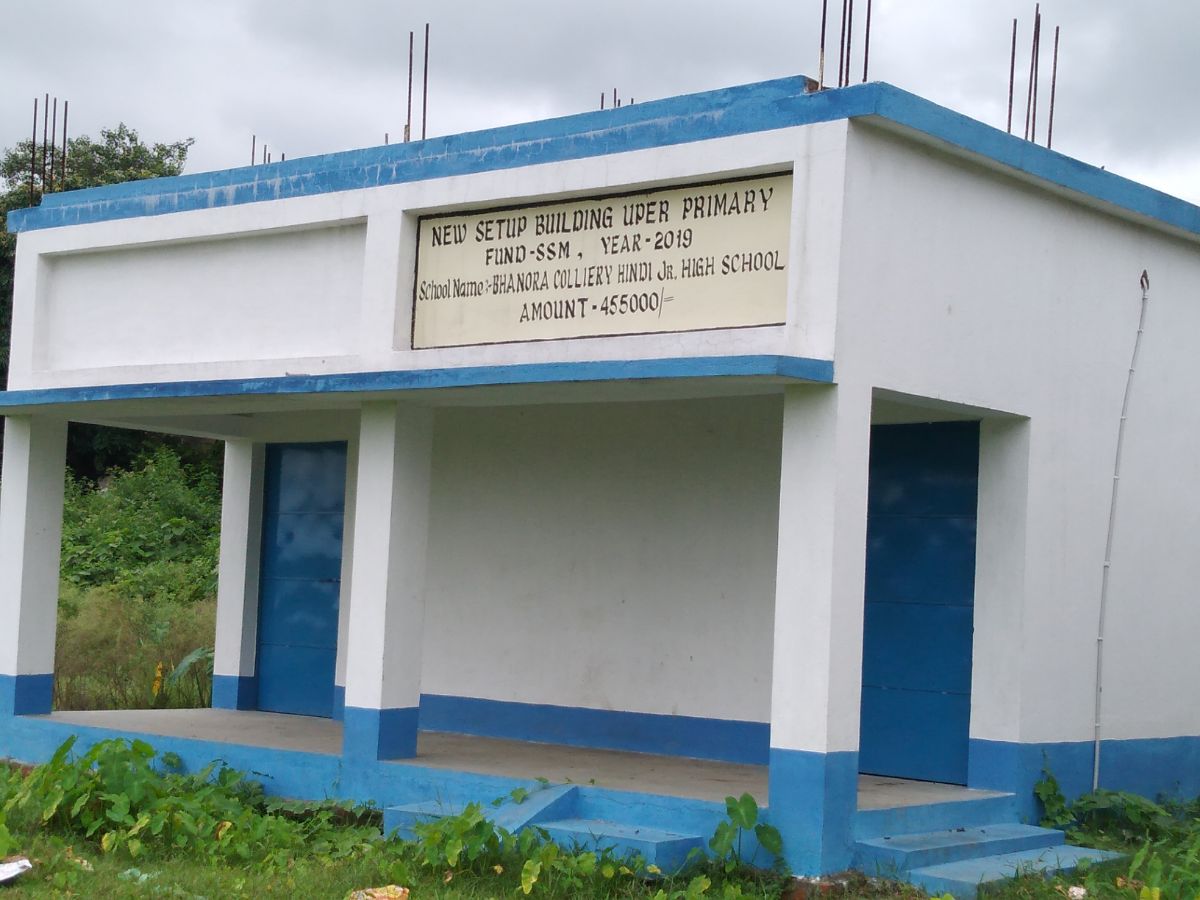 NEW SETUP BUILDING UPER PRIMARY
FUND-SSM, YEAR-2019
School Name:-BHANORA COLLIERY HINDI JR. HIGH SCHOOL
AMOUNT-455000/=